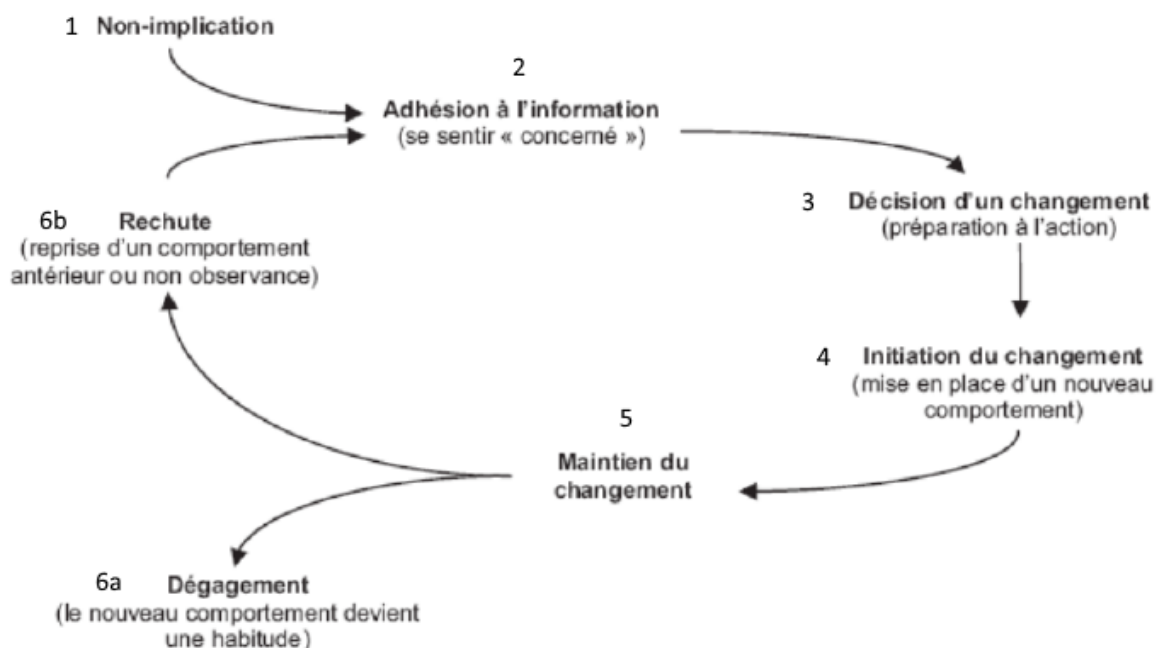 1 Non-implication
2
Adhésion à l'information
(se sentir « concerné »)
3 Décision d'un changement
(préparation à l'action)
4 Initiation du changement
(mise en place d'un nouveau
comportement)
5
Maintien du
changement
6a Dégagement
(le nouveau comportement devient
une habitude)
6b Rechute
(reprise d'un comportement
antérieur ou non observance)